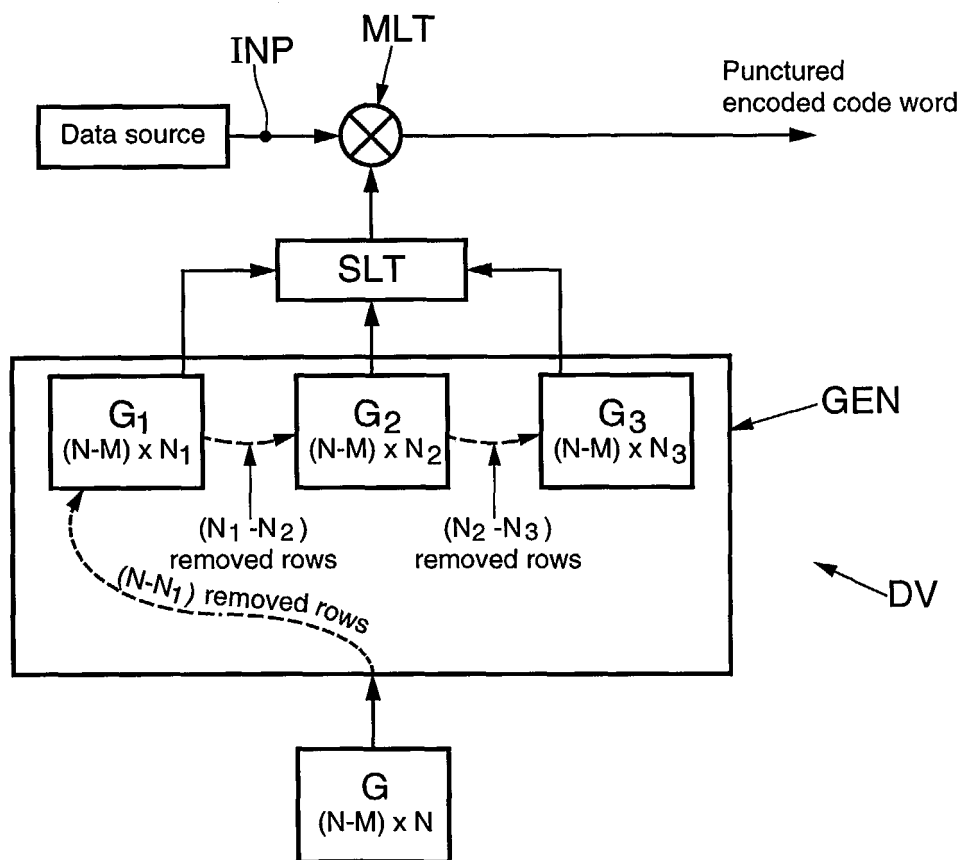 MLT
INP
Punctured
encoded code word
Data source
SLT
G1
(N-M) x N1
G2
(N-M) x N2
G3
(N-M) x N3
GEN
(N1 -N2)
removed rows
(N2 -N3)
removed rows
(N-N1) removed rows
DV
G
(N-M) x N